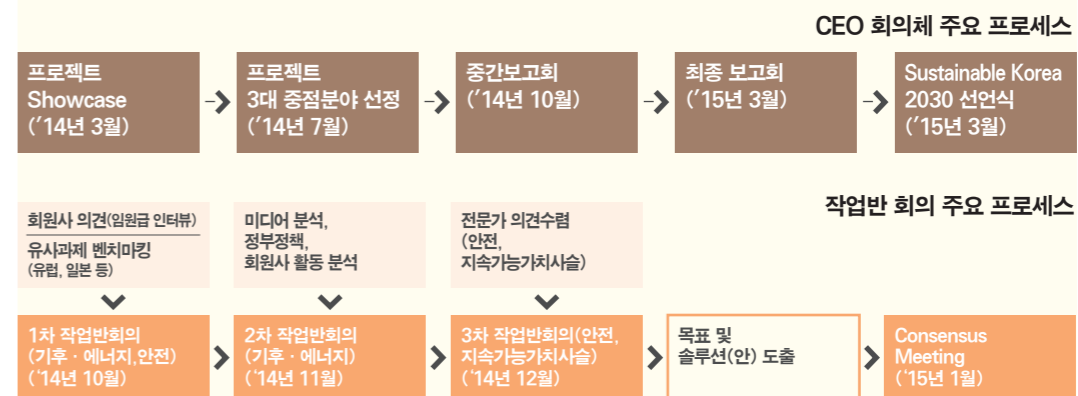 CEO 회의체 주요 프로세스
프로젝트
Showcase
(’14년 3월)
프로젝트
3대 중점분야 선정
(’14년 7월)
중간보고회
(’14년 10월)
최종 보고회
(’15년 3월)
Sustainable Korea
2030 선언식
(’15년 3월)
작업반 회의 주요 프로세스
회원사 의견(임원급 인터뷰)
유사과제 벤치마킹
(유럽, 일본 등)
미디어 분석,
정부정책,
회원사 활동 분석
전문가 의견수렴
(안전,
지속가능가치사슬)
1차 작업반회의
(기후 · 에너지,안전)
(‘14년 10월)
2차 작업반회의
(기후 · 에너지)
(‘14년 11월)
3차 작업반회의(안전,
지속가능가치사슬)
(‘14년 12월)
목표 및
솔루션(안) 도출
Consensus
Meeting
(‘15년 1월)